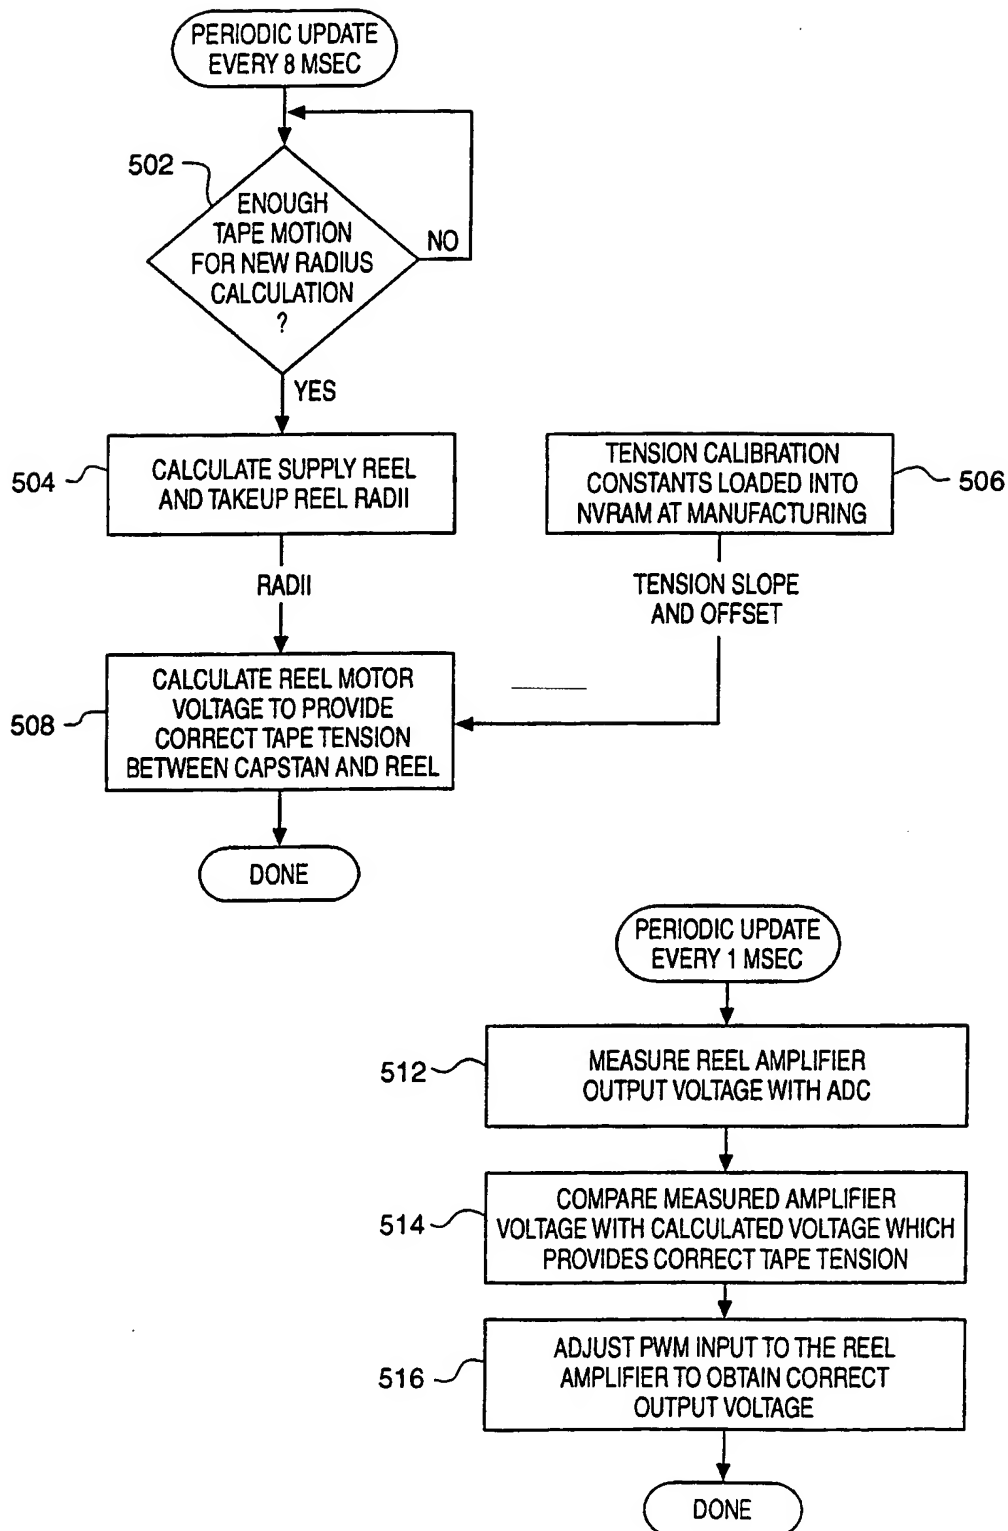 PERIODIC UPDATE
EVERY 8 MSEC
502
ENOUGH
TAPE MOTION
FOR NEW RADIUS
CALCULATION
?
NO
YES
504
CALCULATE SUPPLY REEL
AND TAKEUP REEL RADII
TENSION CALIBRATION
CONSTANTS LOADED INTO
NVRAM AT MANUFACTURING
506
RADII
TENSION SLOPE
AND OFFSET
508
CALCULATE REEL MOTOR
VOLTAGE TO PROVIDE
CORRECT TAPE TENSION
BETWEEN CAPSTAN AND REEL
DONE
PERIODIC UPDATE
EVERY 1 MSEC
512
MEASURE REEL AMPLIFIER
OUTPUT VOLTAGE WITH ADC
514
COMPARE MEASURED AMPLIFIER
VOLTAGE WITH CALCULATED VOLTAGE WHICH
PROVIDES CORRECT TAPE TENSION
516
ADJUST PWM INPUT TO THE REEL
AMPLIFIER TO OBTAIN CORRECT
OUTPUT VOLTAGE
DONE